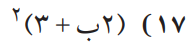 ١٧) (٢ب + ٣)٢